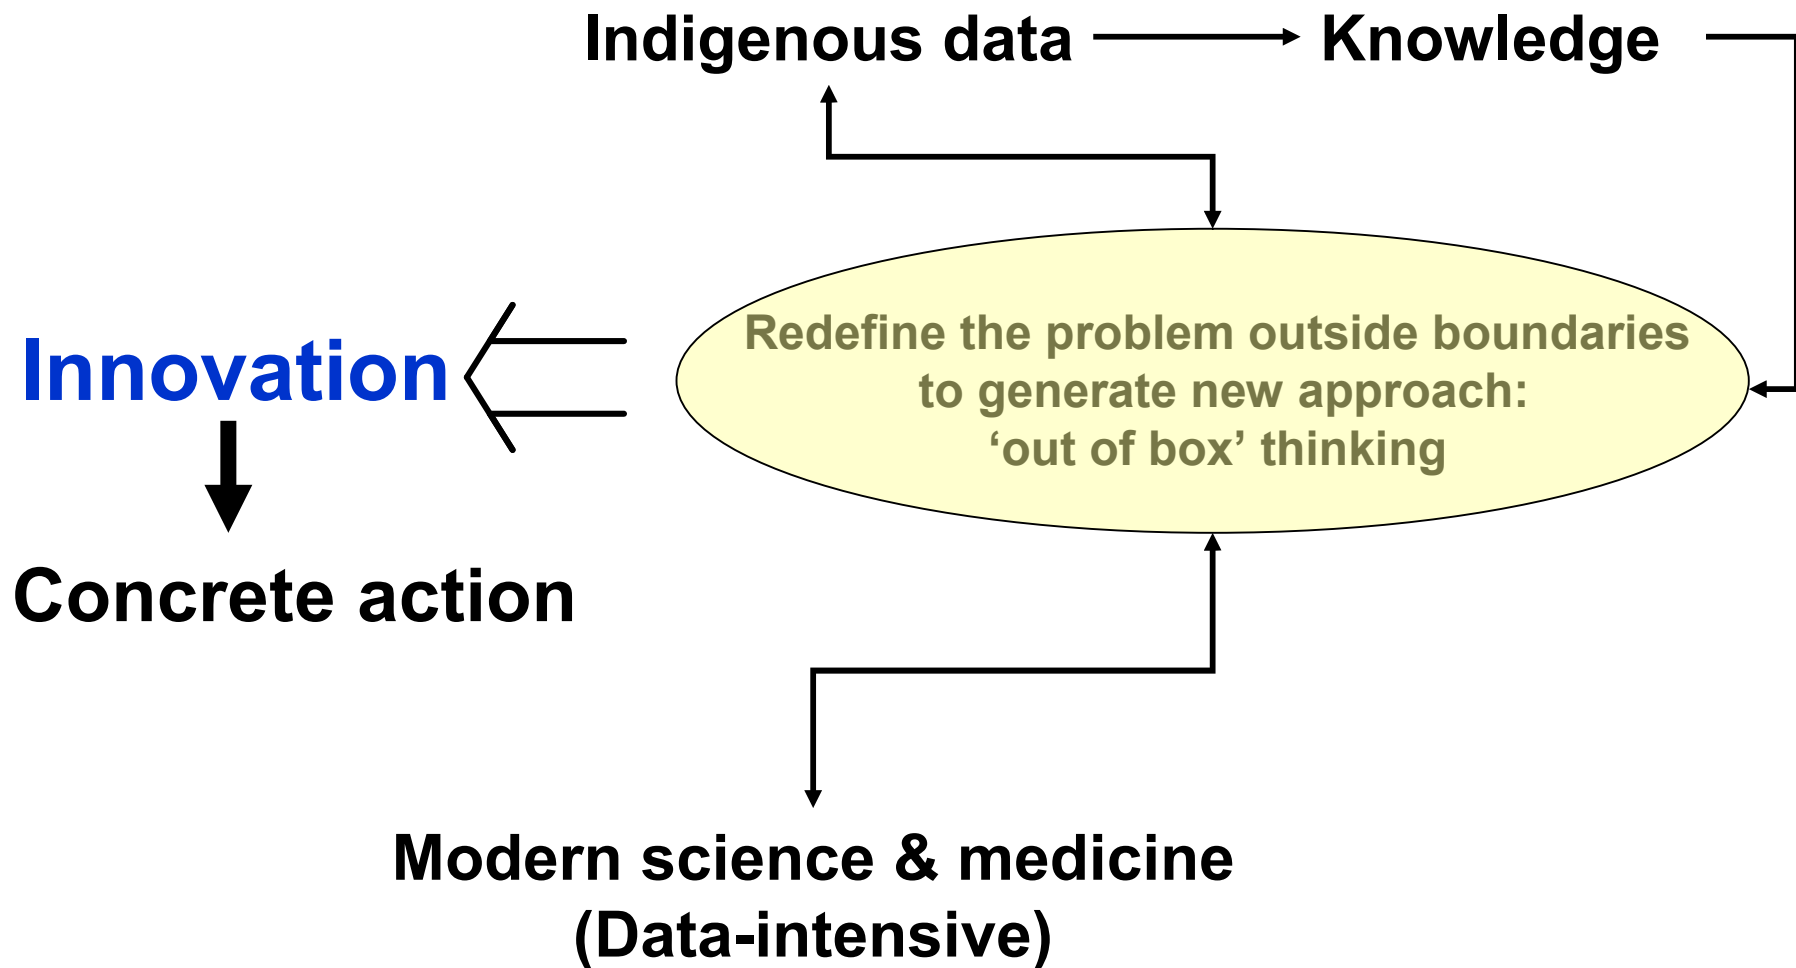 Indigenous data
Knowledge
Redefine the problem outside boundaries
to generate new approach:
‘out of box’ thinking
Innovation
Concrete action
Modern science & medicine
(Data-intensive)